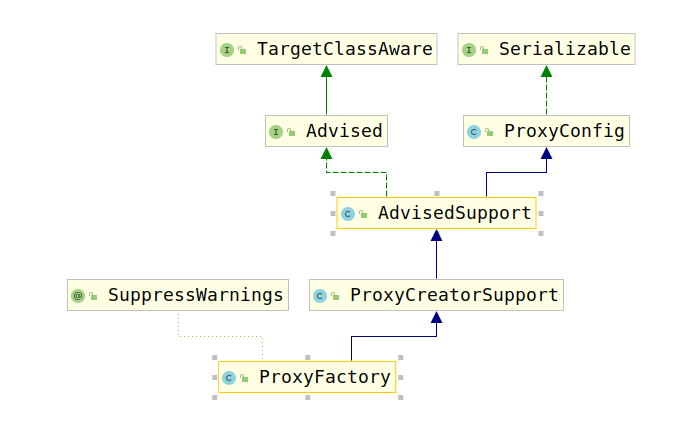 I TargetClassAware
I Serializable
I Advised
C ProxyConfig
C AdvisedSupport
@ SuppressWarnings
C ProxyCreatorSupport
C ProxyFactory